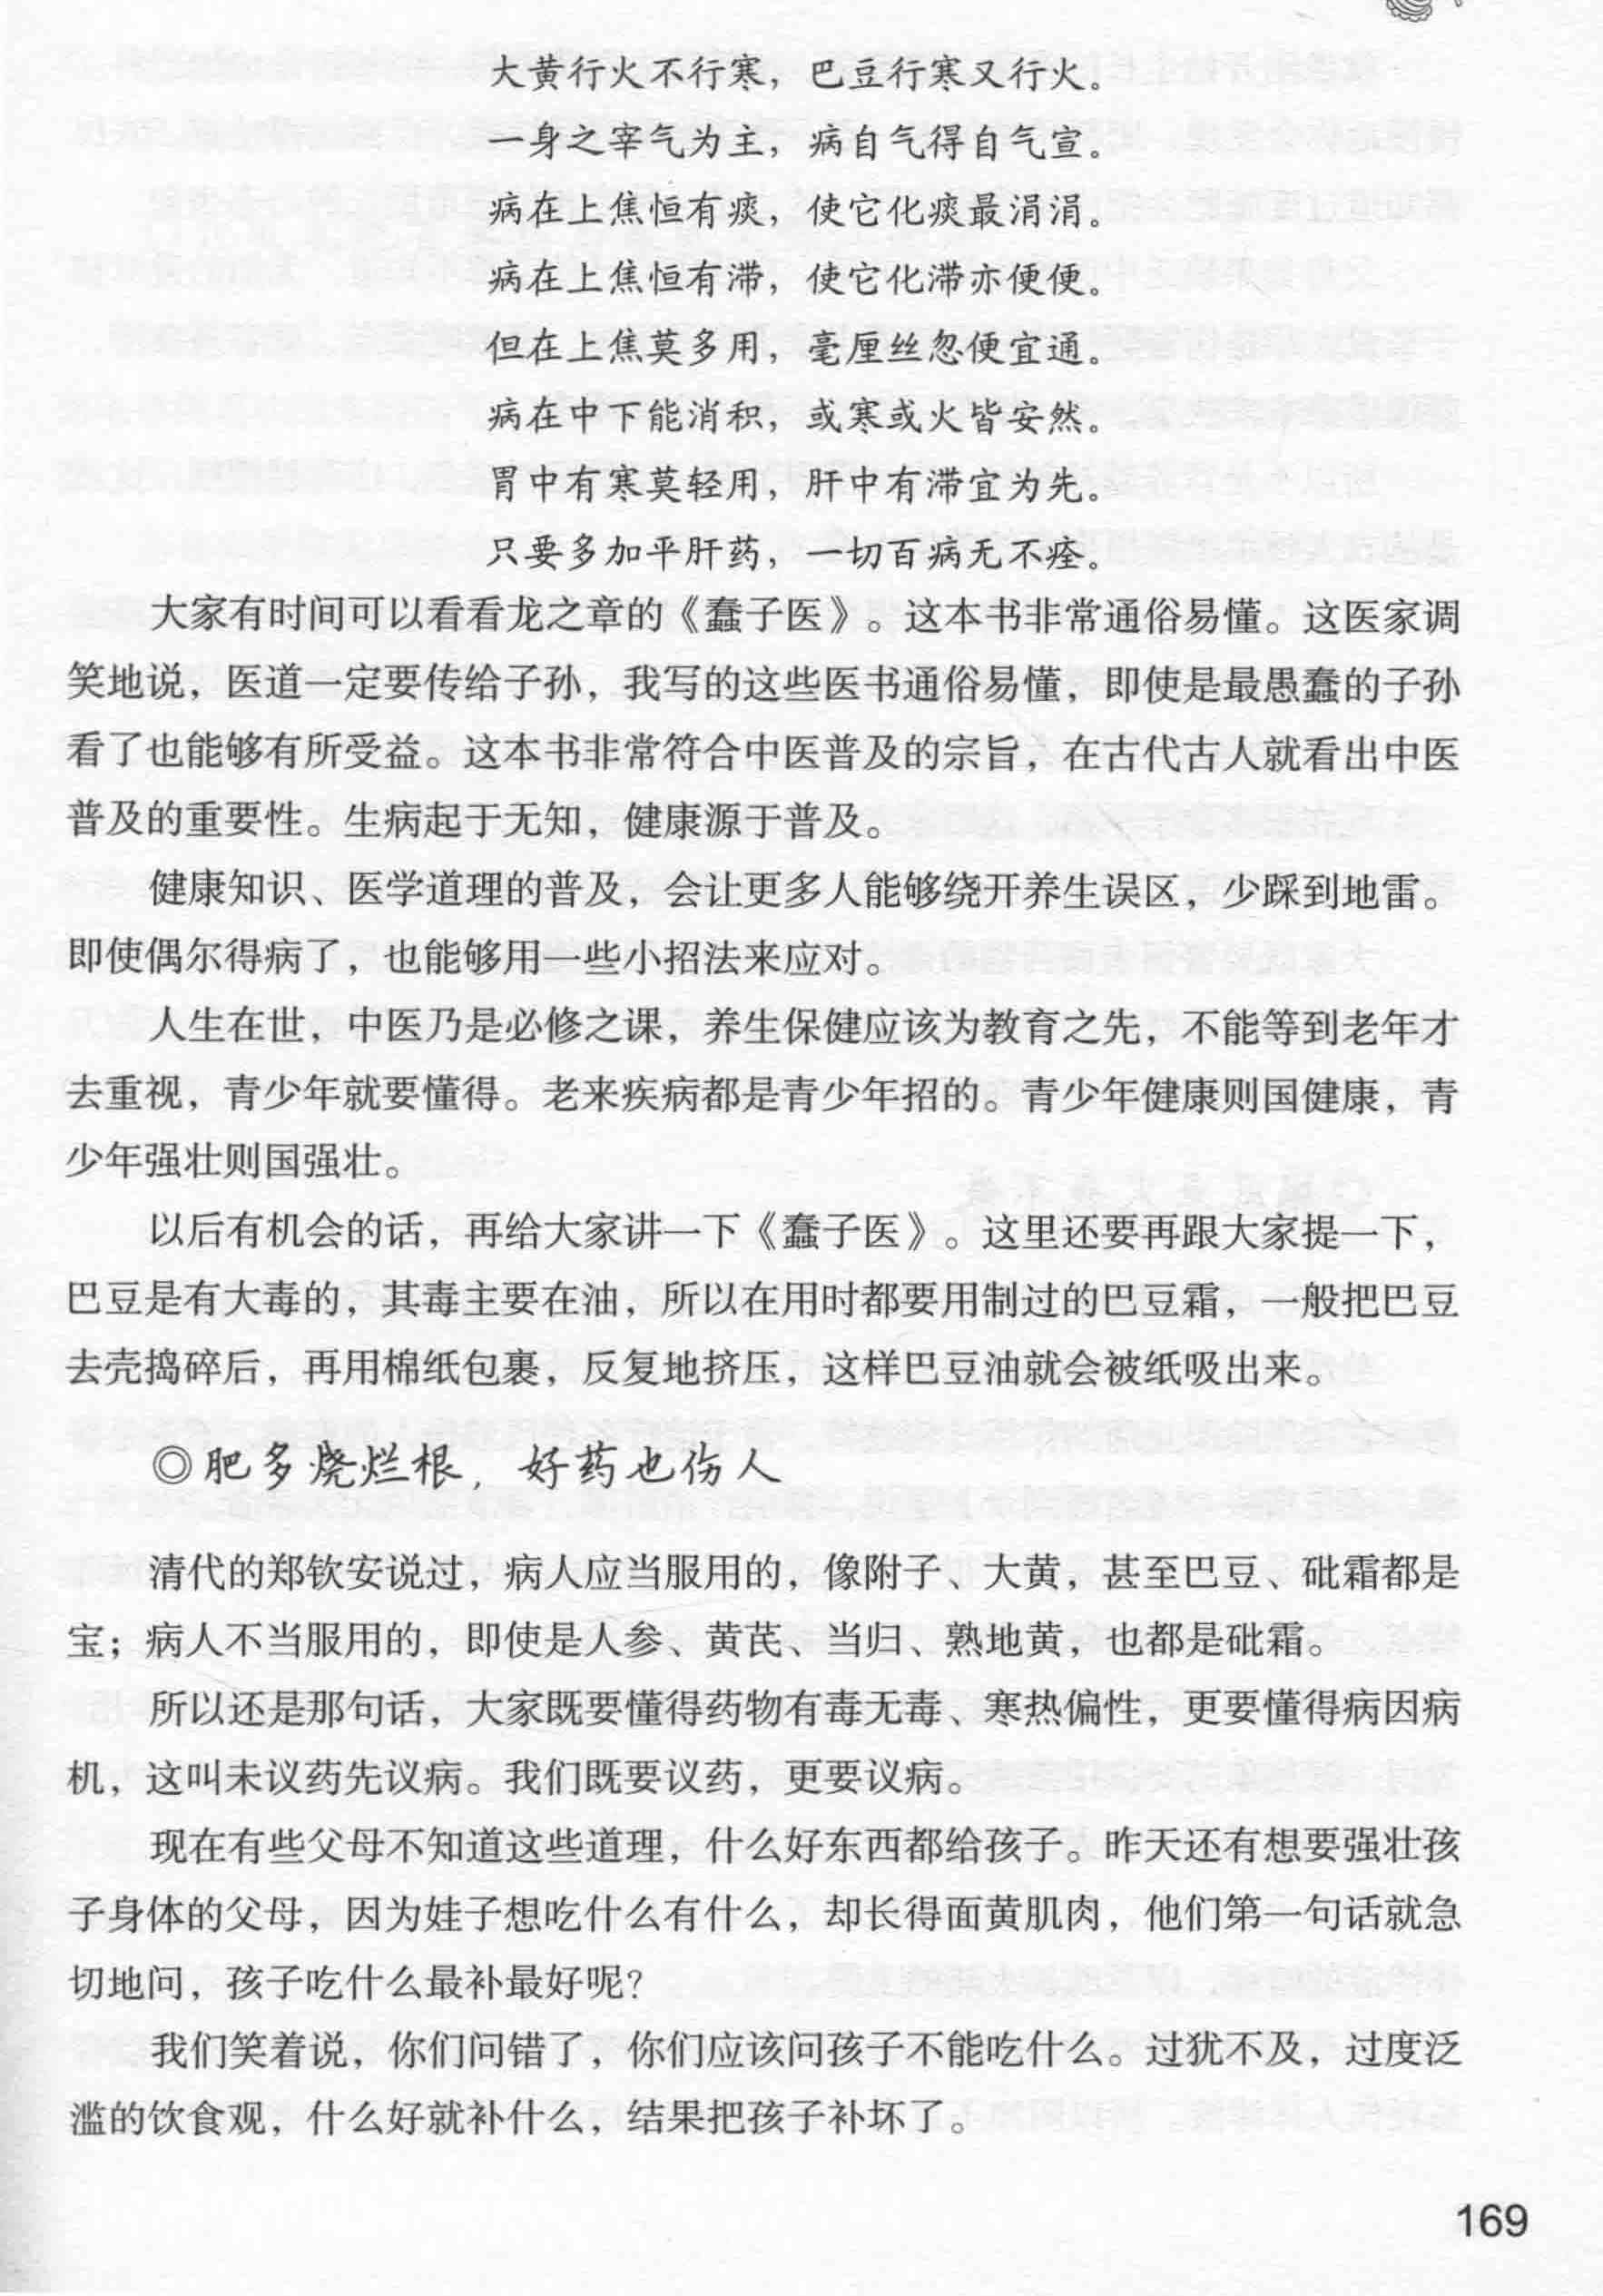 大黄行火不行寒，巴豆行寒又行火。
一身之宰气为主，病自气得自气宣。
病在上焦恒有痰，使它化痰最涓涓。
病在上焦恒有滞，使它化滞亦便便。
但在上焦莫多用，毫厘丝忽便宜通。
病在中下能消积，或寒或火皆安然。
胃中有寒莫轻用，肝中有滞宜为先。
只要多加平肝药，一切百病无不痊。
大家有时间可以看看龙之章的《蠢子医》。这本书非常通俗易懂。这医家调
笑地说，医道一定要传给子孙，我写的这些医书通俗易懂，即使是最愚蠢的子孙
看了也能够有所受益。这本书非常符合中医普及的宗旨，在古代古人就看出中医
普及的重要性。生病起于无知，健康源于普及。
健康知识、医学道理的普及，会让更多人能够绕开养生误区，少踩到地雷。
即使偶尔得病了，也能够用一些小招法来应对。
人生在世，中医乃是必修之课，养生保健应该为教育之先，不能等到老年才
去重视，青少年就要懂得。老来疾病都是青少年招的。青少年健康则国健康，青
少年强壮则国强壮。
以后有机会的话，再给大家讲一下《蠢子医》。这里还要再跟大家提一下，
巴豆是有大毒的，其毒主要在油，所以在用时都要用制过的巴豆霜，一般把巴豆
去壳捣碎后，再用棉纸包裹，反复地挤压，这样巴豆油就会被纸吸出来。
◎肥多烧烂根，好药也伤人
清代的郑钦安说过，病人应当服用的，像附子、大黄，甚至巴豆、砒霜都是
宝；病人不当服用的，即使是人参、黄芪、当归、熟地黄，也都是砒霜。
所以还是那句话，大家既要懂得药物有毒无毒、寒热偏性，更要懂得病因病
机，这叫未议药先议病。我们既要议药，更要议病。
现在有些父母不知道这些道理，什么好东西都给孩子。昨天还有想要强壮孩
子身体的父母，因为娃子想吃什么有什么，却长得面黄肌肉，他们第一句话就急
切地问，孩子吃什么最补最好呢？
我们笑着说，你们问错了，你们应该问孩子不能吃什么。过犹不及，过度泛
滥的饮食观，什么好就补什么，结果把孩子补坏了。
169